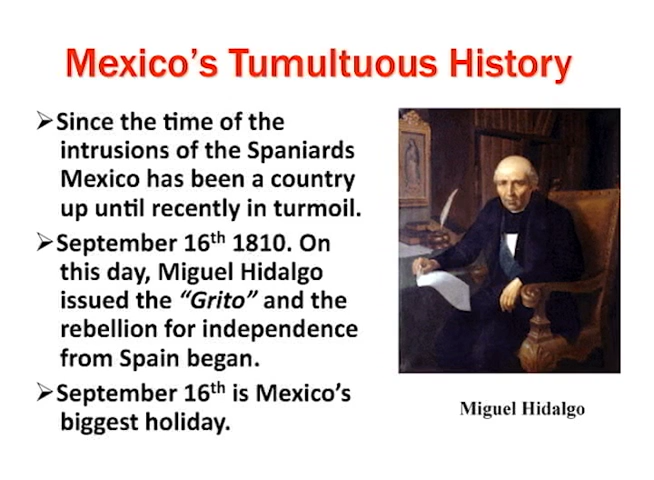 Mexico's Tumultuous History
➢Since the time of the
intrusions of the Spaniards
Mexico has been a country
up until recently in turmoil.
➢September 16th 1810. On
this day, Miguel Hidalgo
issued the “Grito” and the
rebellion for independence
from Spain began.
➢September 16th is Mexico's
biggest holiday.
Miguel Hidalgo